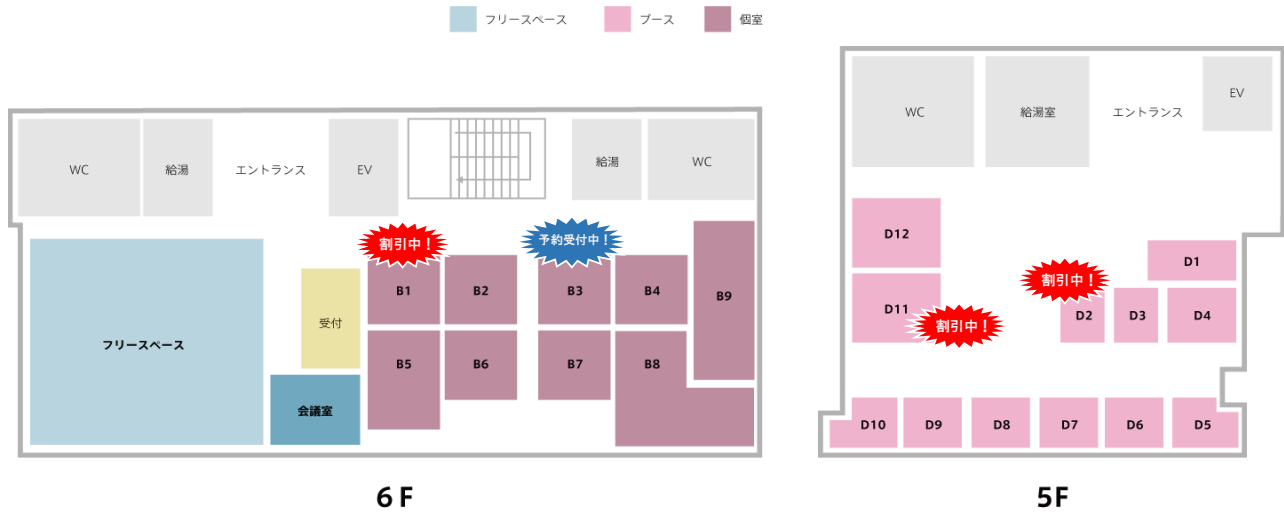 フリースペース
ブース
個室
WC
給湯
エントランス
EV
給湯
WC
割引中！
予約受付中！
B1
B2
B3
B4
B9
受付
フリースペース
B5
B6
B7
B8
会議室
6F
WC
給湯室
エントランス
EV
D12
D1
割引中！
D11
割引中！
D2
D3
D4
D10
D9
D8
D7
D6
D5
5F